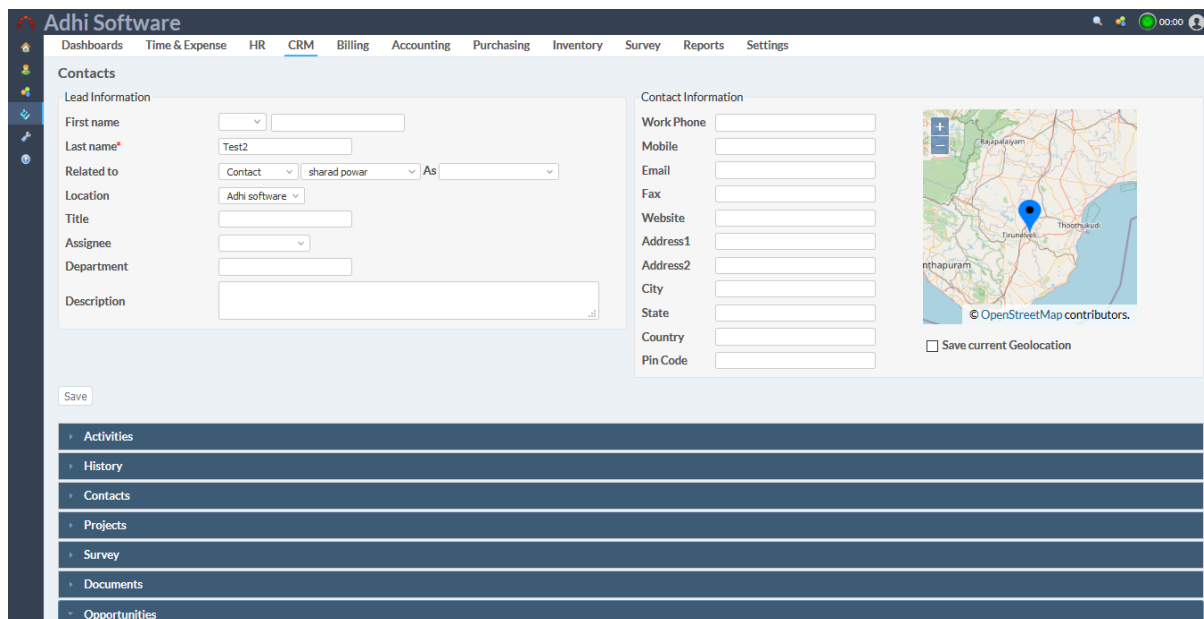 Adhi Software
00:00
Dashboards Time & Expense HR CRM Billing Accounting Purchasing Inventory Survey Reports Settings
Contacts
Lead Information
First name
Last name* Test2
Related to Contact sharad powar As
Location Adhi software
Title
Assignee
Department
Description
Contact Information
Work Phone
Mobile
Email
Fax
Website
Address1
Address2
City
State
Country
Pin Code
+
−
Rajapalaiyam
Tirunelveli
Thoothukudi
nthapuram
© OpenStreetMap contributors.
Save current Geolocation
Save
Activities
History
Contacts
Projects
Survey
Documents
Opportunities